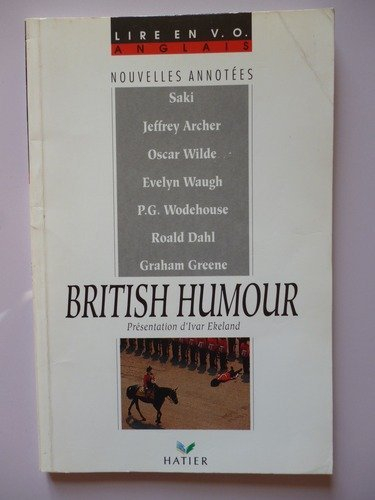 LIRE EN V.O.
ANGLAIS
NOUVELLES ANNOTÉES
Saki
Jeffrey Archer
Oscar Wilde
Evelyn Waugh
P.G. Wodehouse
Roald Dahl
Graham Greene
BRITISH HUMOUR
Présentation d'Ivar Ekeland
HATIER